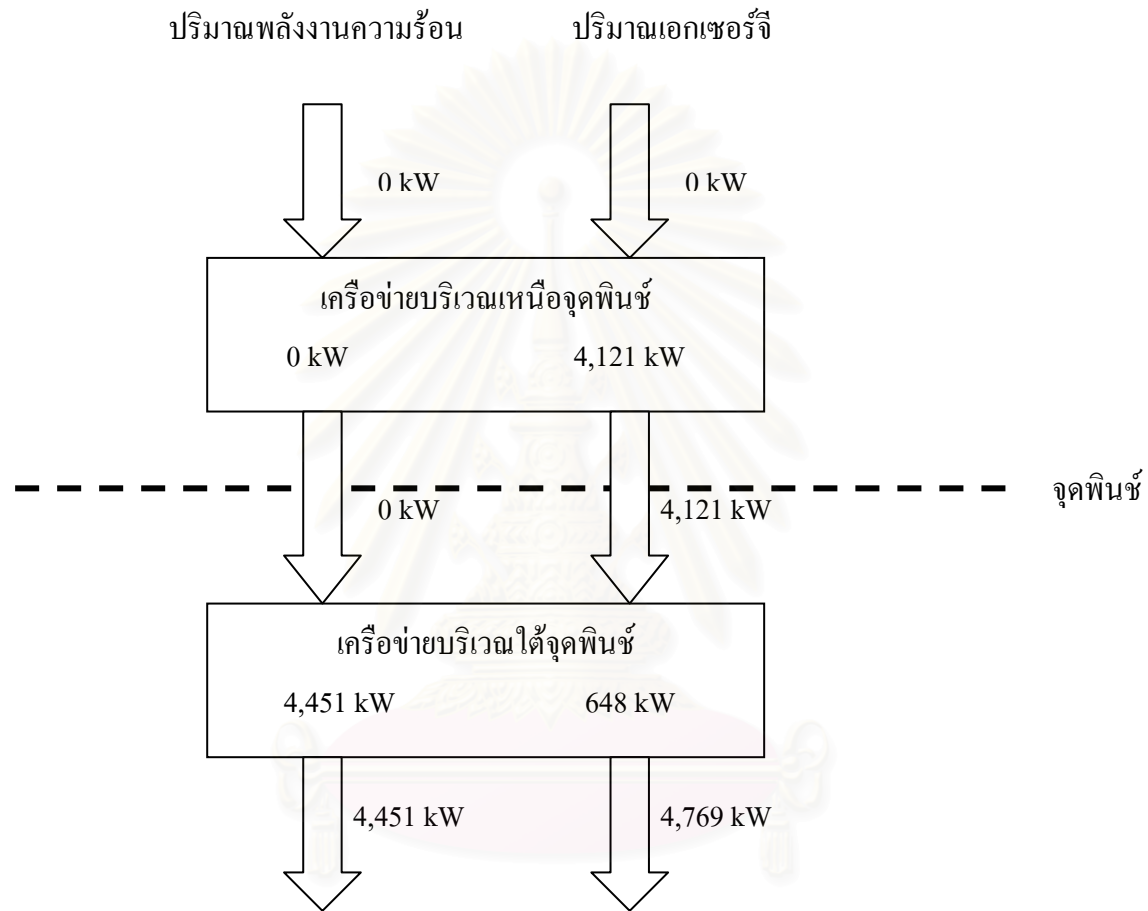 ปริมาณพลังงานความร้อน ปริมาณเอกเซอร์จี
0 kW 0 kW
เครือข่ายบริเวณเหนือจุดพินช์
0 kW 4,121 kW
จุดพินช์
0 kW 4,121 kW
เครือข่ายบริเวณใต้จุดพินช์
4,451 kW 648 kW
4,451 kW 4,769 kW